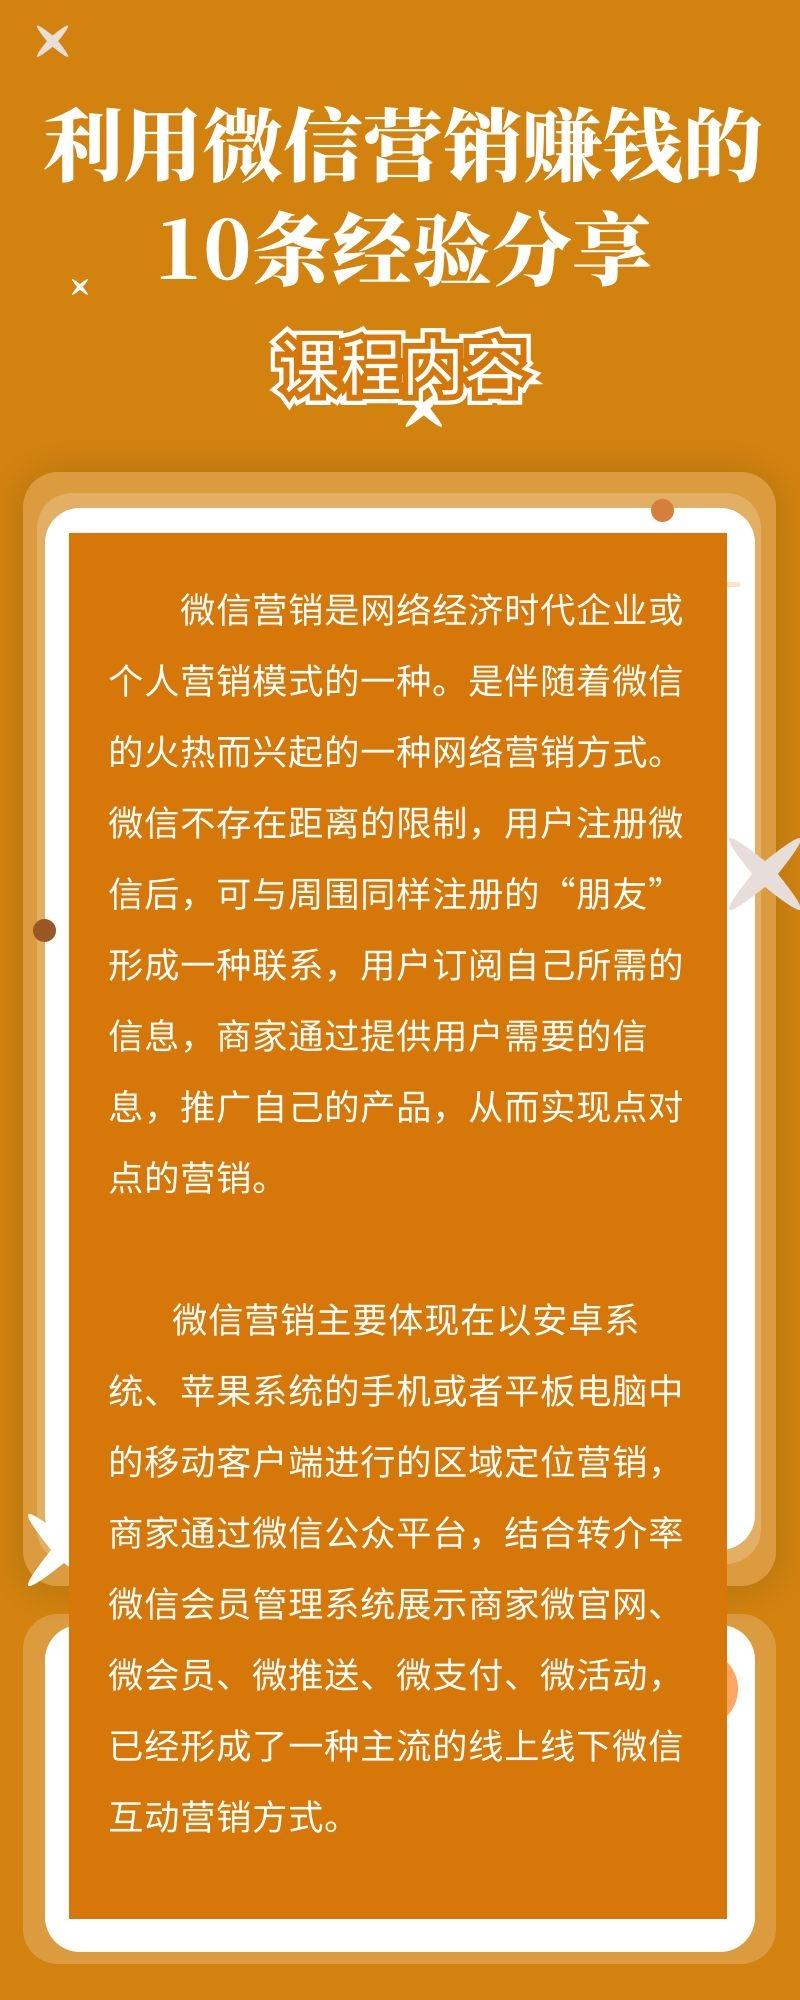 利用微信营销赚钱的
10条经验分享
课程内容
微信营销是网络经济时代企业或
个人营销模式的一种。是伴随着微信
的火热而兴起的一种网络营销方式。
微信不存在距离的限制，用户注册微
信后，可与周围同样注册的“朋友”
形成一种联系，用户订阅自己所需的
信息，商家通过提供用户需要的信
息，推广自己的产品，从而实现点对
点的营销。
微信营销主要体现在以安卓系
统、苹果系统的手机或者平板电脑中
的移动客户端进行的区域定位营销，
商家通过微信公众平台，结合转介率
微信会员管理系统展示商家微官网、
微会员、微推送、微支付、微活动，
已经形成了一种主流的线上线下微信
互动营销方式。